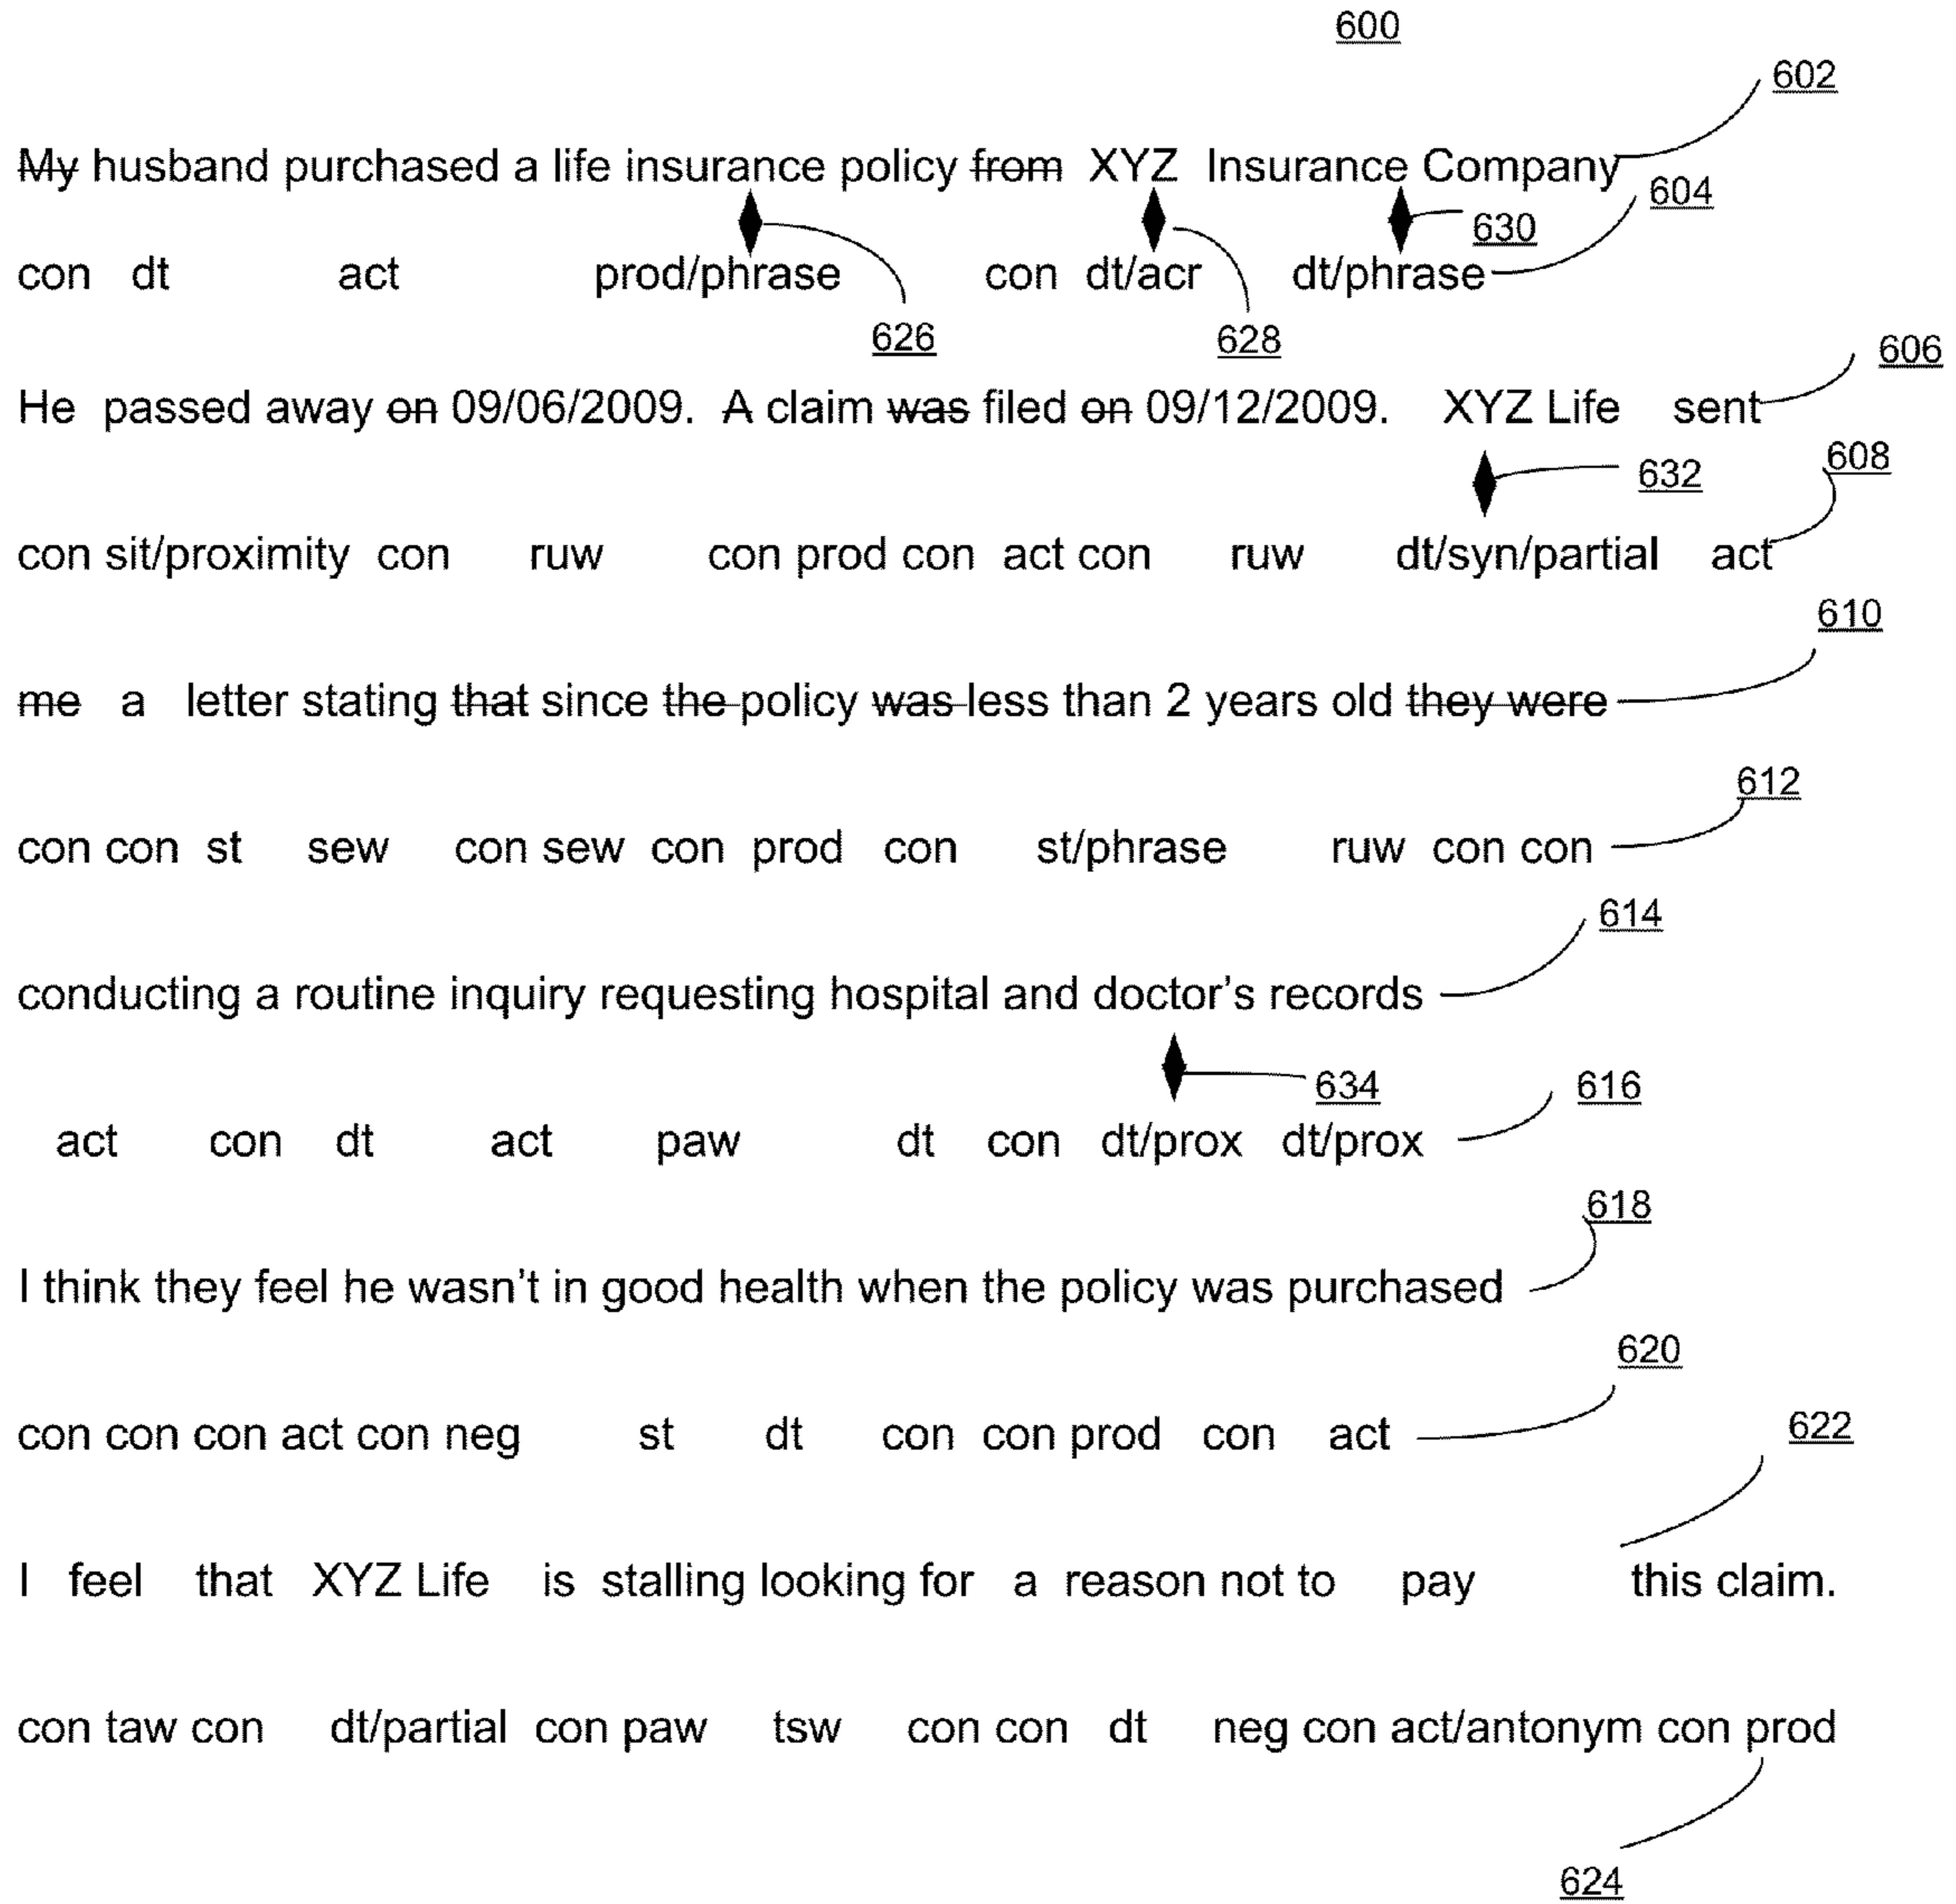 600
602
My husband purchased a life insurance policy from XYZ Insurance Company
604
630
con dt act prod/phrase con dt/acr dt/phrase
626 628
606
He passed away on 09/06/2009. A claim was filed on 09/12/2009. XYZ Life sent
608
632
con sit/proximity con ruw con prod con act con ruw dt/syn/partial act
610
me a letter stating that since the policy was less than 2 years old they were
612
con con st sew con sew con prod con st/phrase ruw con con
614
conducting a routine inquiry requesting hospital and doctor's records
634 616
act con dt act paw dt con dt/prox dt/prox
618
I think they feel he wasn't in good health when the policy was purchased
620
con con con act con neg st dt con con prod con act
622
I feel that XYZ Life is stalling looking for a reason not to pay this claim.
con taw con dt/partial con paw tsw con con dt neg con act/antonym con prod
624